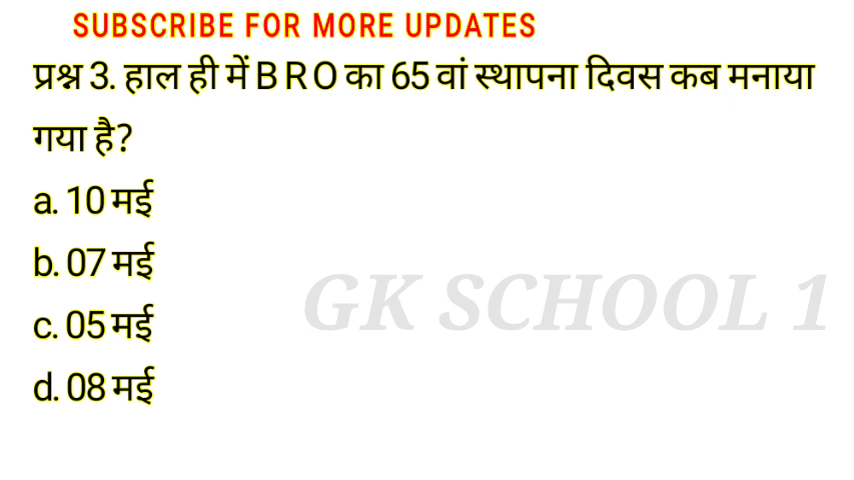 SUBSCRIBE FOR MORE UPDATES
प्रश्न 3. हाल ही में B R O का 65 वां स्थापना दिवस कब मनाया
गया है?
a. 10 मई
b. 07 मई
c. 05 मई
d. 08 मई
GK SCHOOL 1